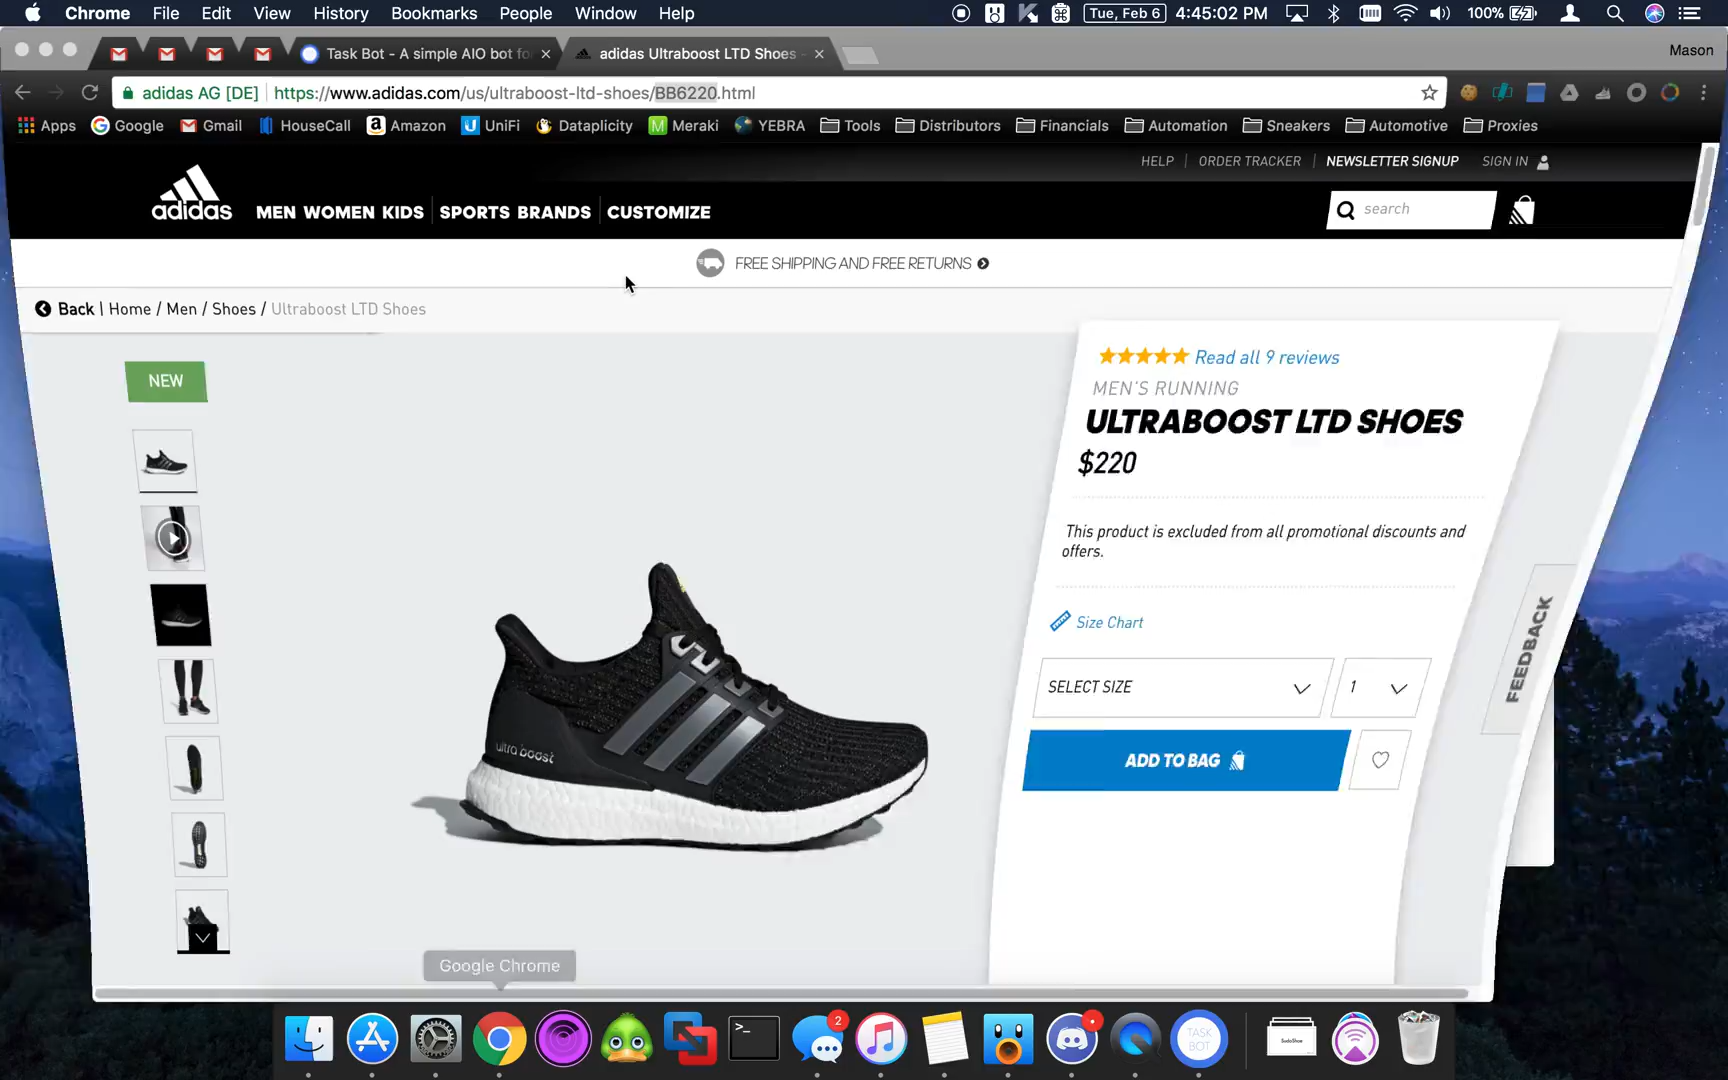 Chrome File Edit View History Bookmarks People Window Help Tue, Feb 6 4:45:02 PM 100%
Task Bot - A simple AIO bot fo adidas Ultraboost LTD Shoes - Mason
adidas AG [DE] https://www.adidas.com/us/ultraboost-ltd-shoes/BB6220.html
Apps Google Gmail HouseCall Amazon UniFi Dataplicity Meraki YEBRA Tools Distributors Financials Automation Sneakers Automotive Proxies
HELP ORDER TRACKER NEWSLETTER SIGNUP SIGN IN
adidas MEN WOMEN KIDS SPORTS BRANDS CUSTOMIZE search
FREE SHIPPING AND FREE RETURNS
Back \ Home / Men / Shoes / Ultraboost LTD Shoes
NEW
Read all 9 reviews
MEN'S RUNNING
ULTRABOOST LTD SHOES
$220
This product is excluded from all promotional discounts and
offers.
Size Chart
SELECT SIZE 1
ADD TO BAG
FEEDBACK
ultra boost
Google Chrome
2
>_
TASK
BOT
SudoShoe